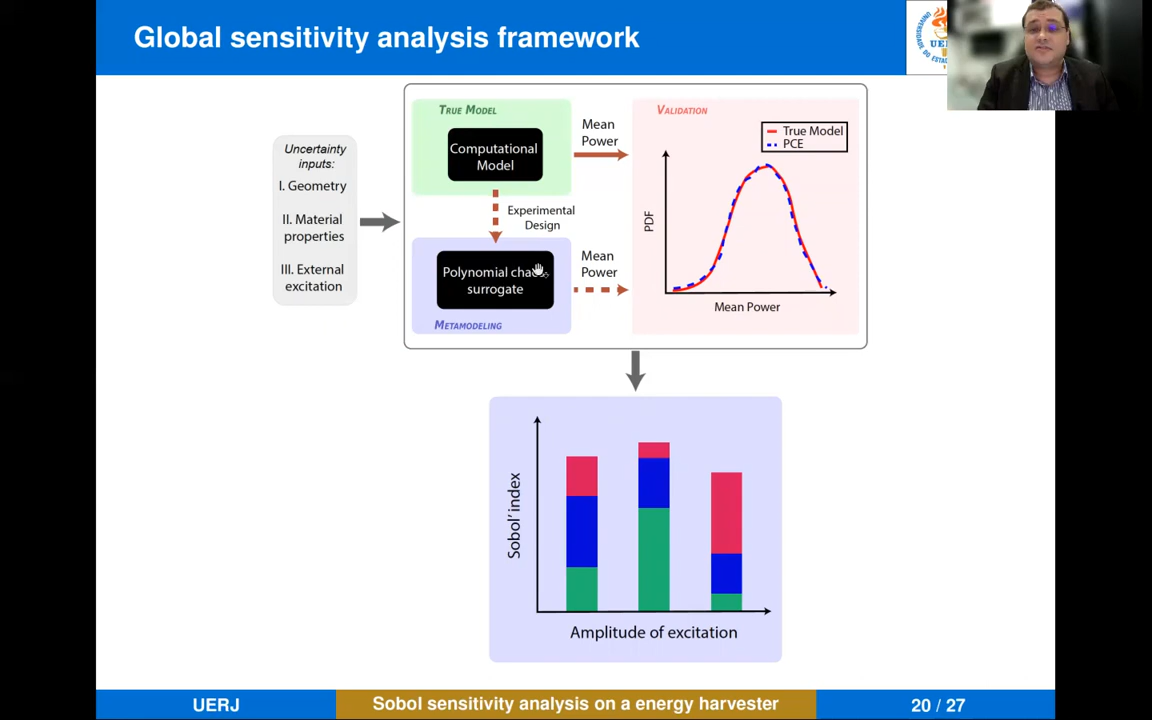 Global sensitivity analysis framework
Uncertainty
inputs:
I. Geometry
II. Material
properties
III. External
excitation
TRUE MODEL
Computational
Model
Mean
Power
Experimental
Design
Polynomial
surrogate
METAMODELING
Mean
Power
VALIDATION
True Model
PCE
PDF
Mean Power
Sobol' index
Amplitude of excitation
UERJ
Sobol sensitivity analysis on a energy harvester
20 / 27